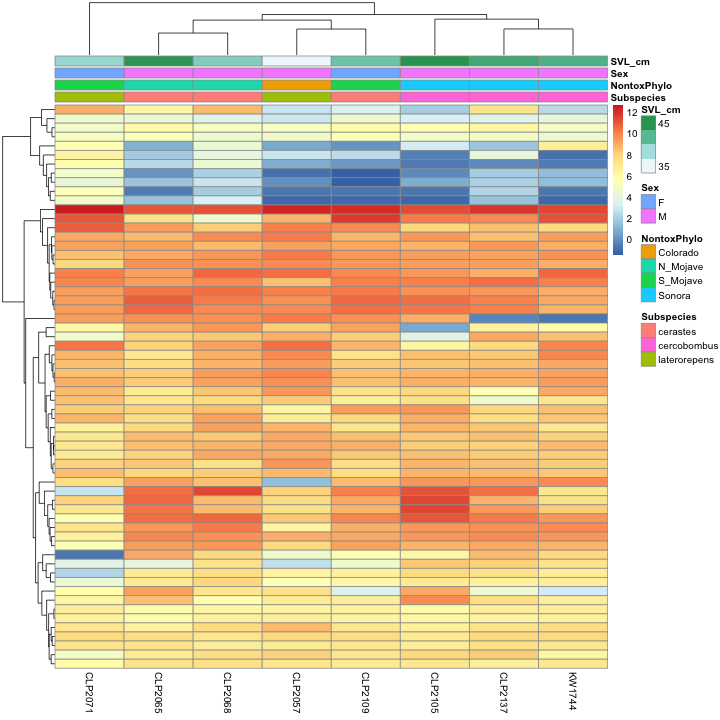 SVL_cm
Sex
NontoxPhylo
Subspecies
12
10
8
6
4
2
0
SVL_cm
45
35
Sex
F
M
NontoxPhylo
Colorado
N_Mojave
S_Mojave
Sonora
Subspecies
cerastes
cercobombus
laterorepens
CLP2071
CLP2065
CLP2068
CLP2057
CLP2109
CLP2105
CLP2137
KW1744